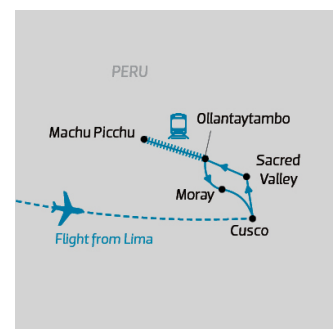 PERU
Ollantaytambo
Machu Picchu
Sacred
Valley
Moray
Cusco
Flight from Lima